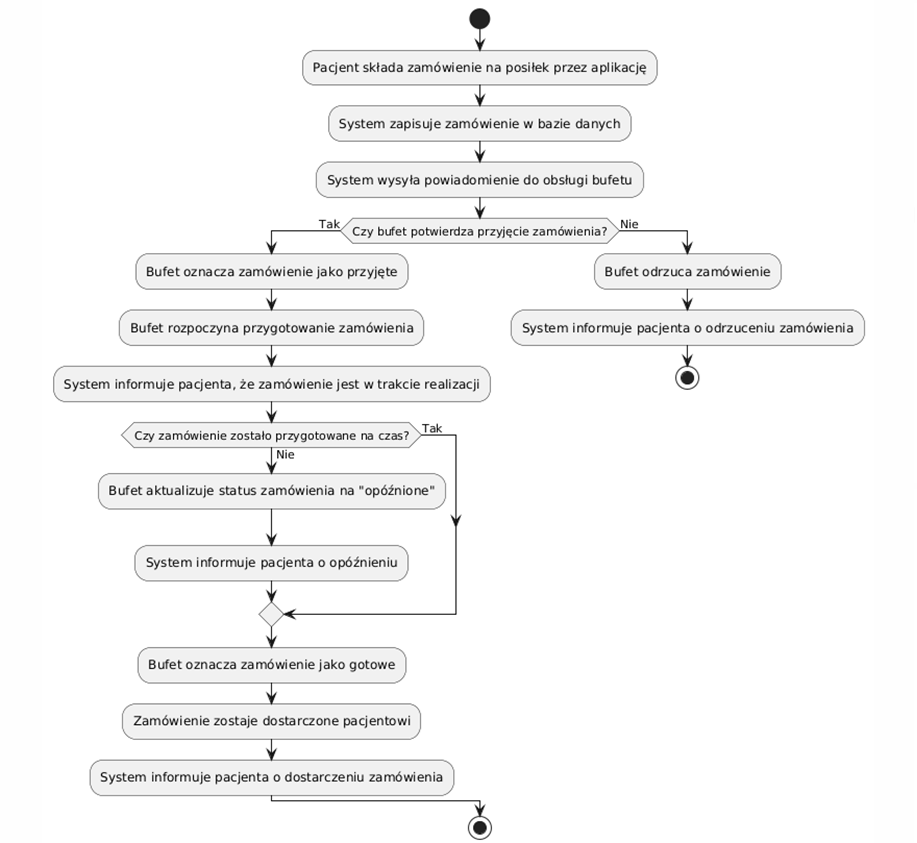 Pacjent składa zamówienie na posiłek przez aplikację
System zapisuje zamówienie w bazie danych
System wysyła powiadomienie do obsługi bufetu
Tak
Czy bufet potwierdza przyjęcie zamówienia?
Nie
Bufet oznacza zamówienie jako przyjęte
Bufet odrzuca zamówienie
Bufet rozpoczyna przygotowanie zamówienia
System informuje pacjenta o odrzuceniu zamówienia
System informuje pacjenta, że zamówienie jest w trakcie realizacji
Czy zamówienie zostało przygotowane na czas?
Tak
Nie
Bufet aktualizuje status zamówienia na "opóźnione"
System informuje pacjenta o opóźnieniu
Bufet oznacza zamówienie jako gotowe
Zamówienie zostaje dostarczone pacjentowi
System informuje pacjenta o dostarczeniu zamówienia